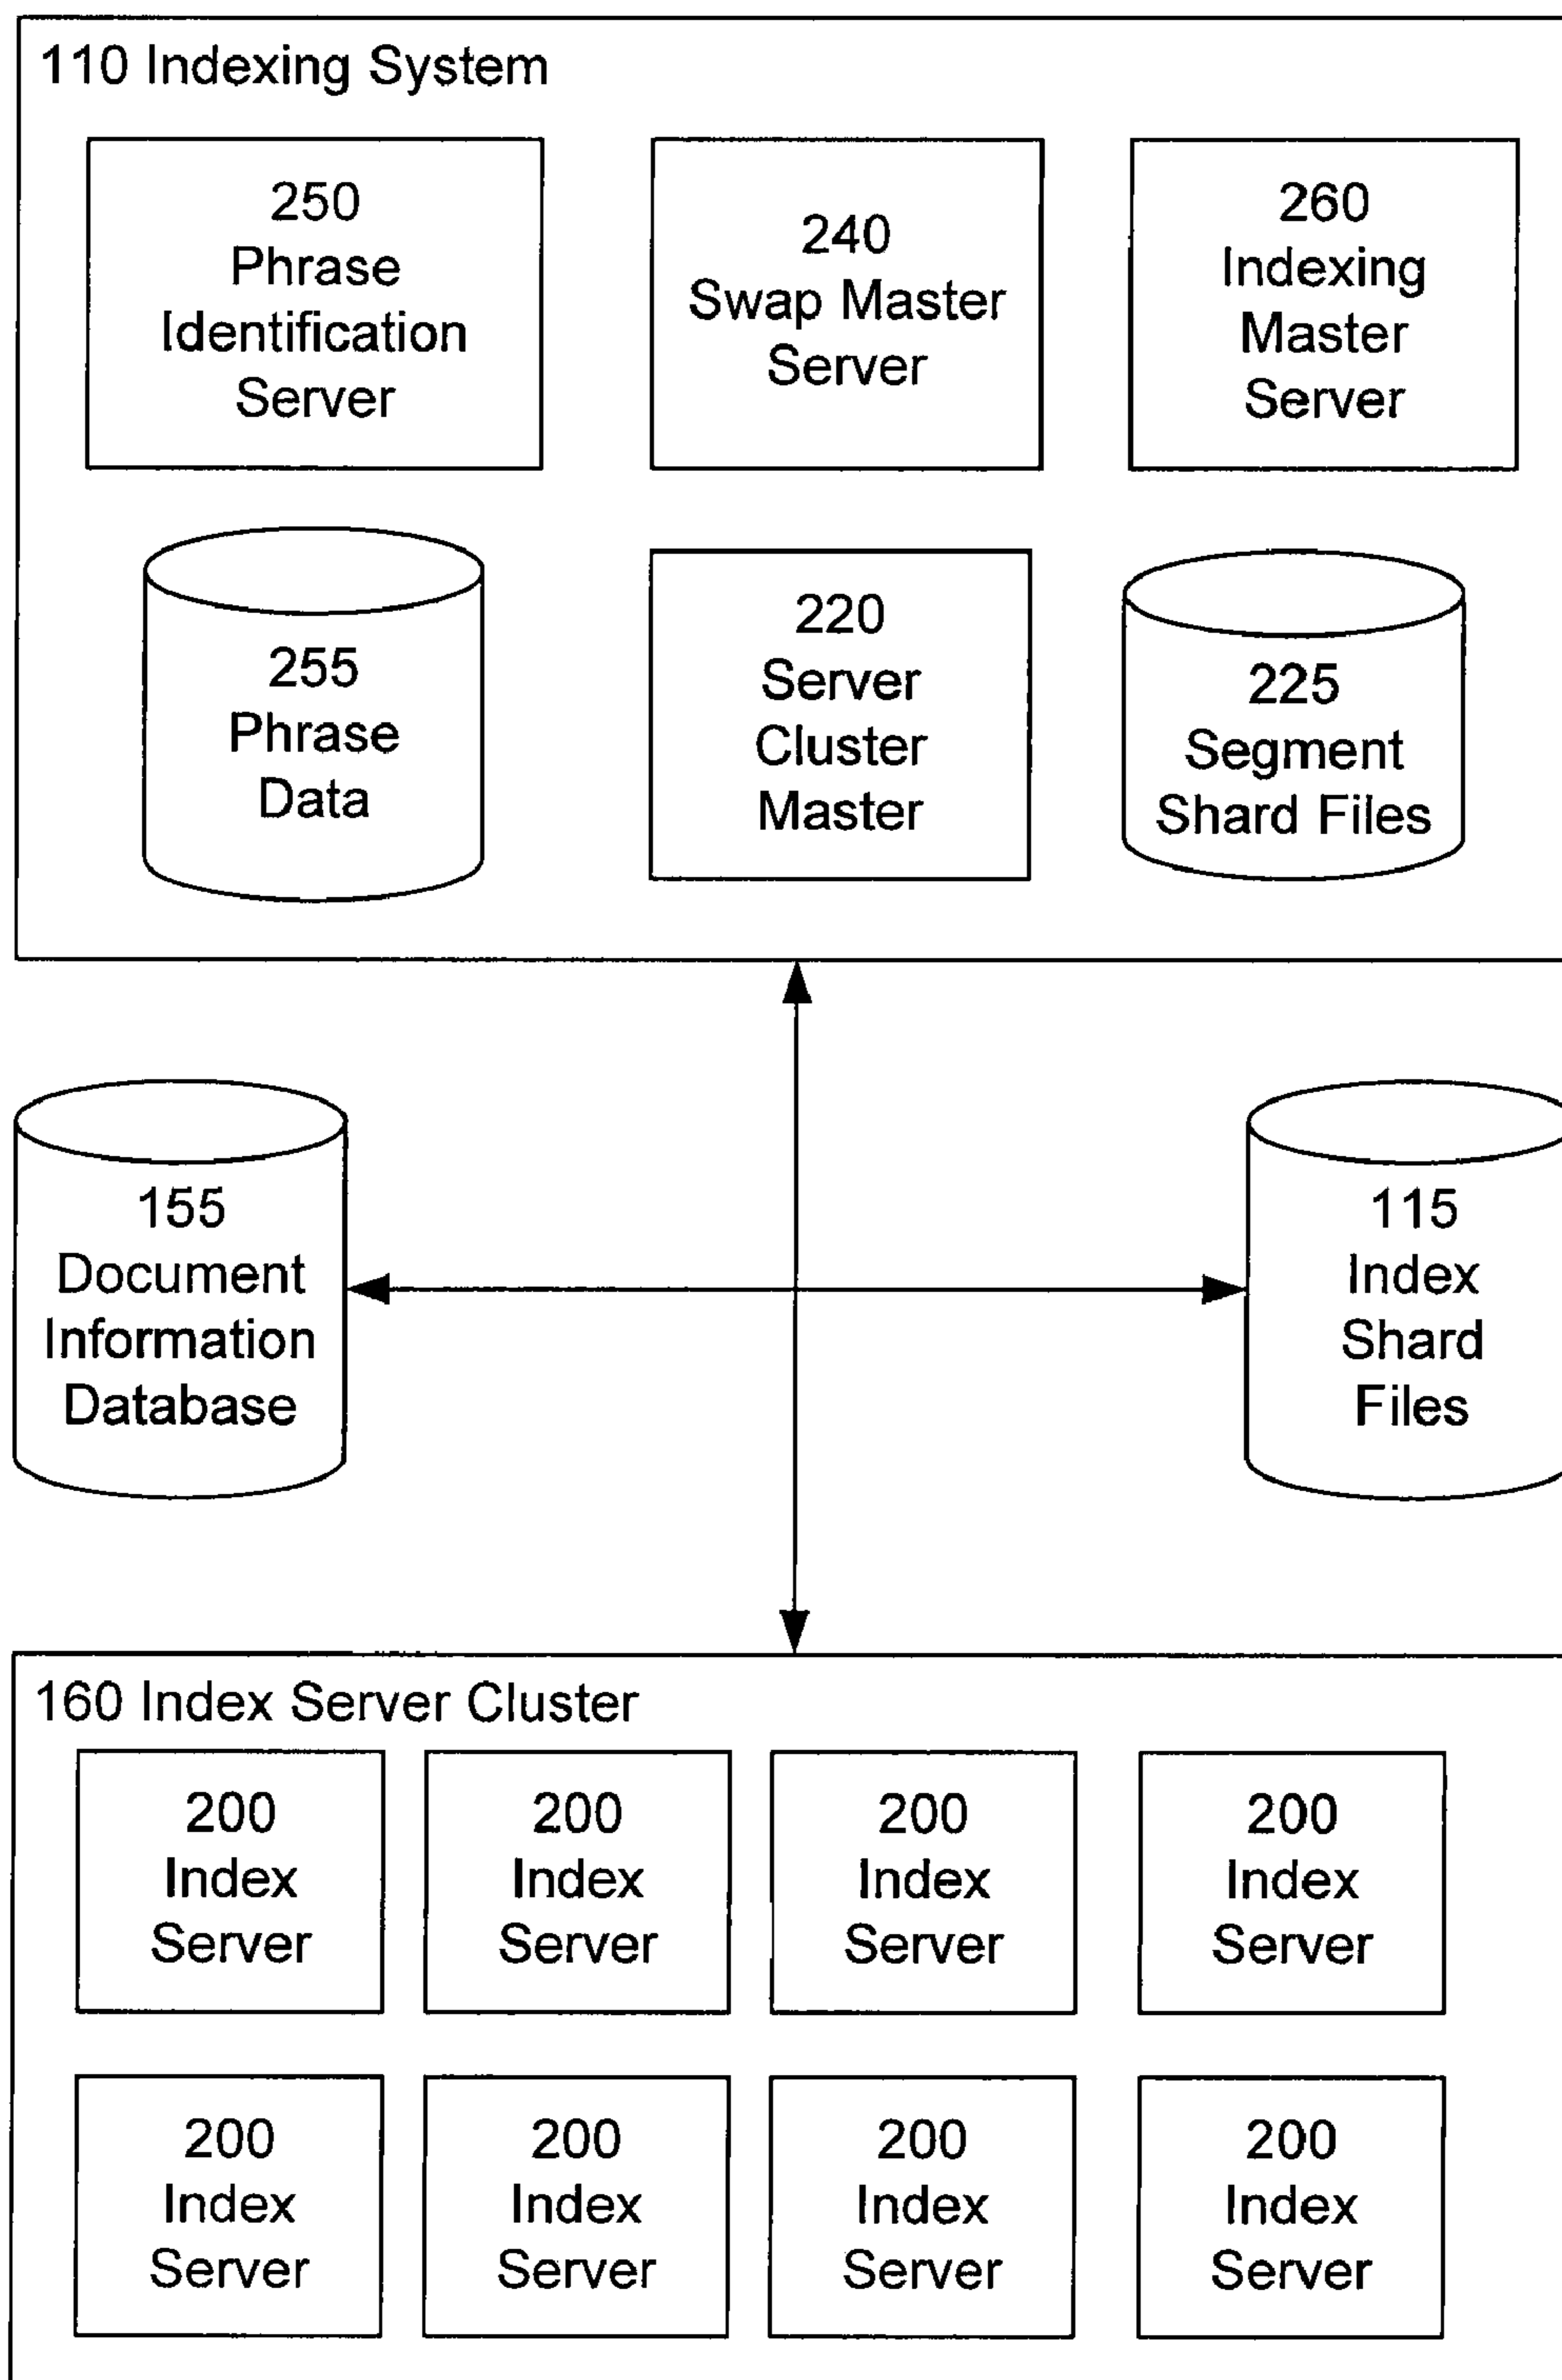 110 Indexing System
250
Phrase
Identification
Server
240
Swap Master
Server
260
Indexing
Master
Server
255
Phrase
Data
220
Server
Cluster
Master
225
Segment
Shard Files
155
Document
Information
Database
115
Index
Shard
Files
160 Index Server Cluster
200
Index
Server
200
Index
Server
200
Index
Server
200
Index
Server
200
Index
Server
200
Index
Server
200
Index
Server
200
Index
Server